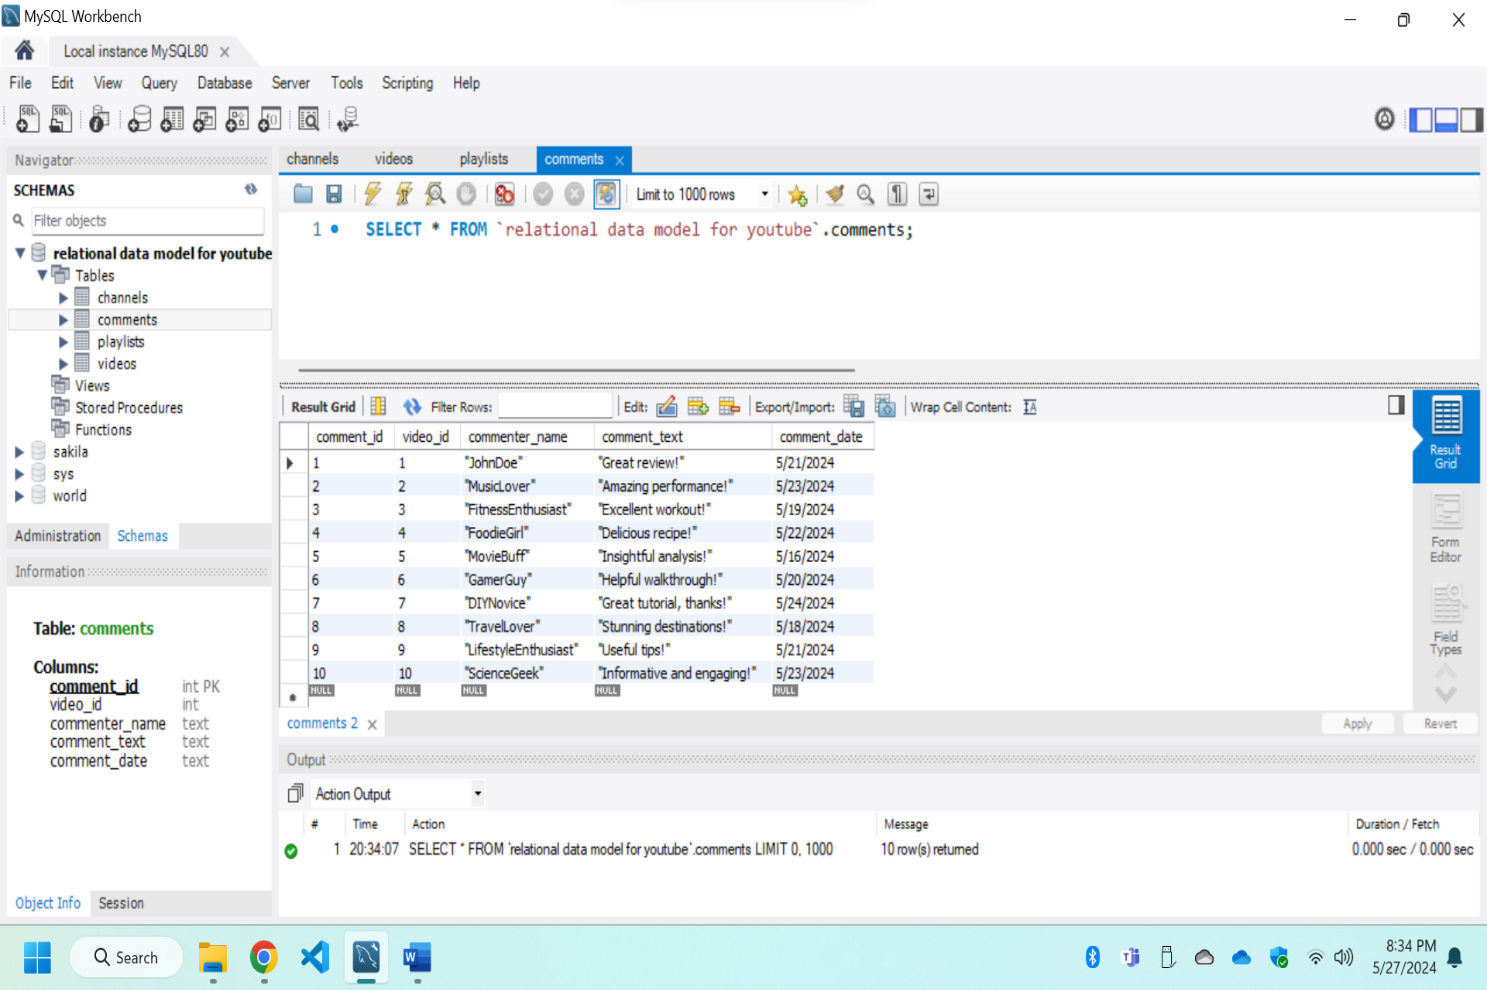 MySQL Workbench
Local instance MySQL80
File Edit View Query Database Server Tools Scripting Help
Navigator
SCHEMAS
Filter objects
relational data model for youtube
Tables
channels
comments
playlists
videos
Views
Stored Procedures
Functions
sakila
sys
world
Administration Schemas
Information
Table: comments
Columns:
comment_id int PK
video_id int
commenter_name text
comment_text text
comment_date text
Object Info Session
channels videos playlists comments
Limit to 1000 rows
1 SELECT * FROM `relational data model for youtube`.comments;
Result Grid Filter Rows: Edit: Export/Import: Wrap Cell Content:
comment_id video_id commenter_name comment_text comment_date
1 1 "JohnDoe" "Great review!" 5/21/2024
2 2 "MusicLover" "Amazing performance!" 5/23/2024
3 3 "FitnessEnthusiast" "Excellent workout!" 5/19/2024
4 4 "FoodieGirl" "Delicious recipe!" 5/22/2024
5 5 "MovieBuff" "Insightful analysis!" 5/16/2024
6 6 "GamerGuy" "Helpful walkthrough!" 5/20/2024
7 7 "DIYNovice" "Great tutorial, thanks!" 5/24/2024
8 8 "TravelLover" "Stunning destinations!" 5/18/2024
9 9 "LifestyleEnthusiast" "Useful tips!" 5/21/2024
10 10 "ScienceGeek" "Informative and engaging!" 5/23/2024
NULL NULL NULL NULL NULL
Result
Grid
Form
Editor
Field
Types
comments 2
Apply Revert
Output
Action Output
# Time Action Message Duration / Fetch
1 20:34:07 SELECT * FROM `relational data model for youtube`.comments LIMIT 0, 1000 10 row(s) returned 0.000 sec / 0.000 sec
Search
8:34 PM
5/27/2024